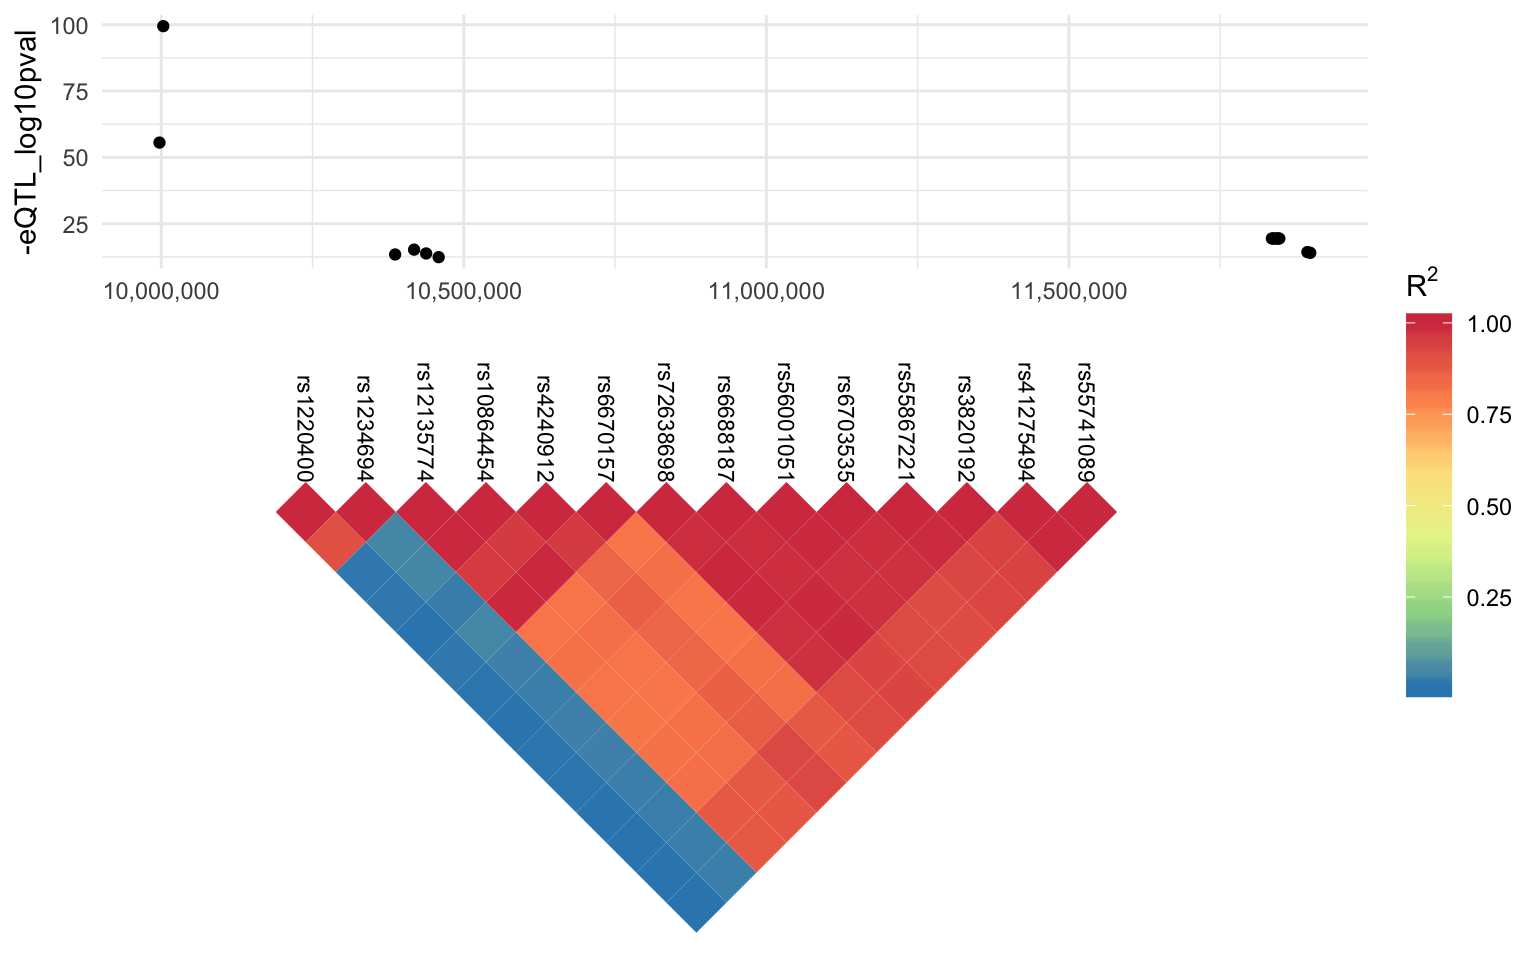 -eQTL_log10pval
100
75
50
25
10,000,000
10,500,000
11,000,000
11,500,000
R²
1.00
0.75
0.50
0.25
rs1220400
rs1234694
rs12135774
rs10864454
rs4240912
rs6670157
rs72638698
rs6688187
rs56001051
rs6703535
rs55867221
rs3820192
rs41275494
rs55741089